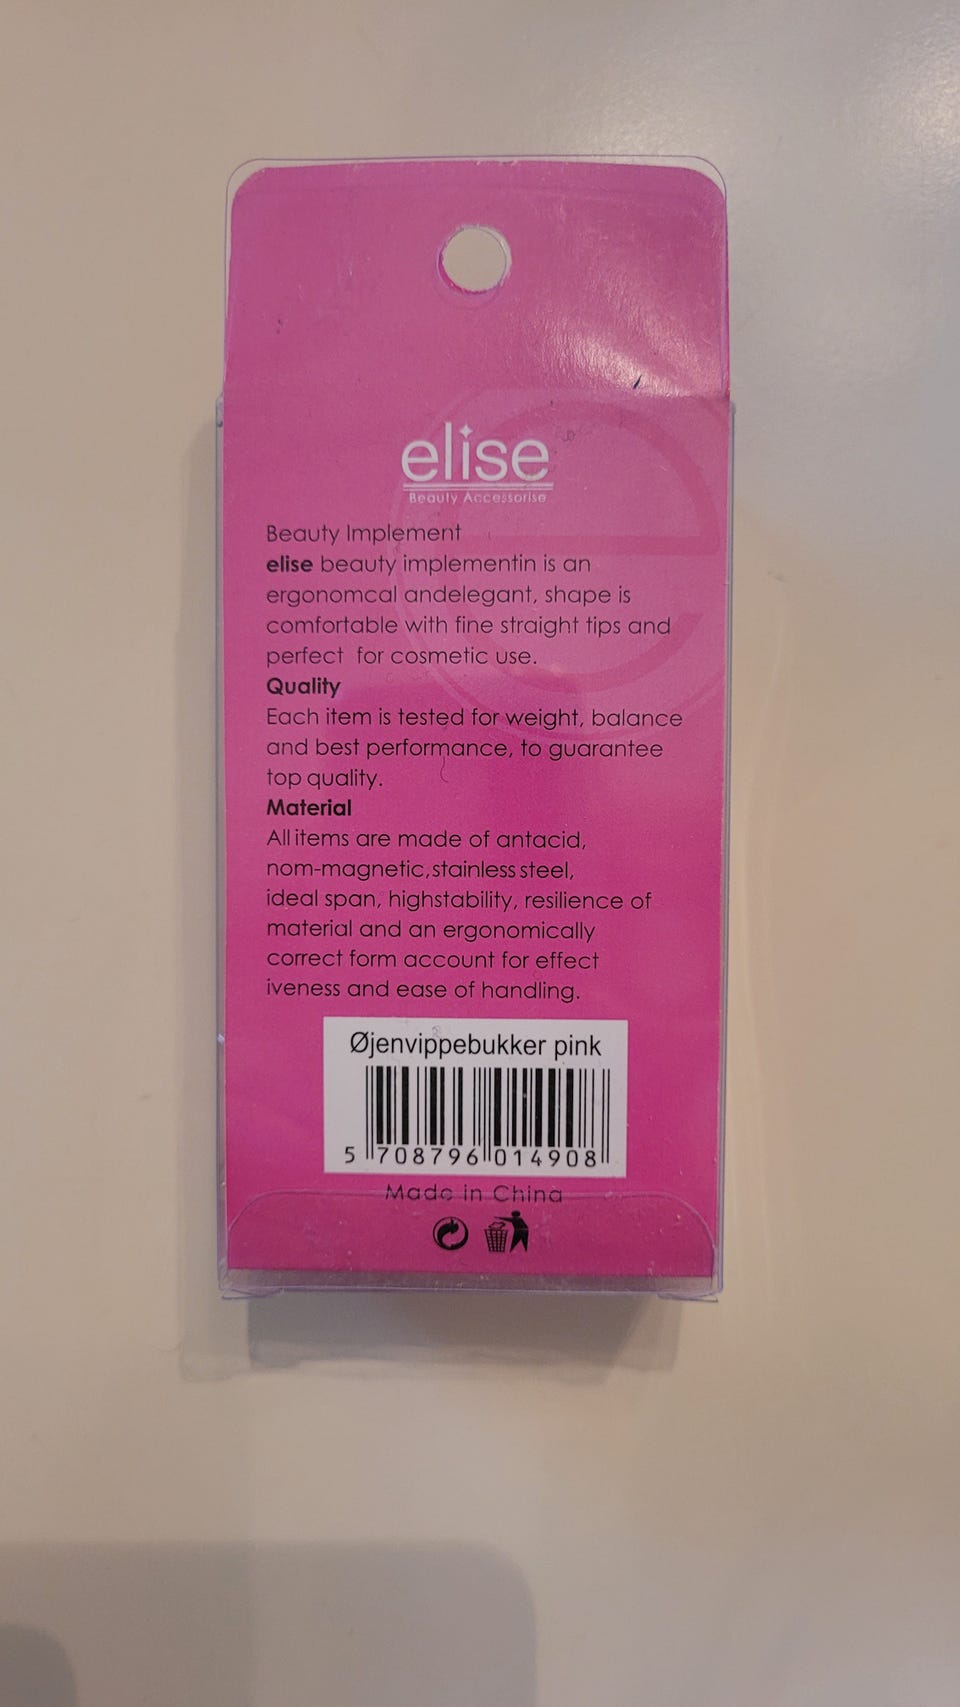 elise
Beauty Accessorise
Beauty Implement
elise beauty implementin is an
ergonomcal andelegant, shape is
comfortable with fine straight tips and
perfect for cosmetic use.
Quality
Each item is tested for weight, balance
and best performance, to guarantee
top quality.
Material
All items are made of antacid,
nom-magnetic,stainless steel,
ideal span, highstability, resilience of
material and an ergonomically
correct form account for effect
iveness and ease of handling.
Øjenvippebukker pink
5 708796 014908
Made in China